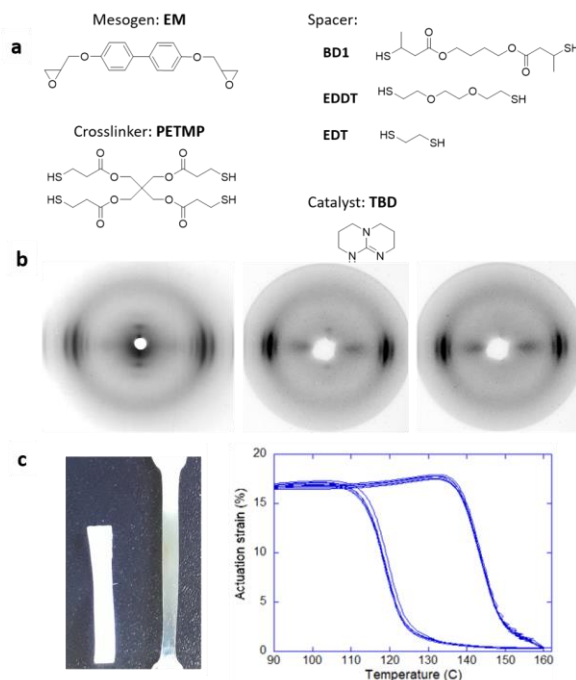 Mesogen: EM
Spacer:
a
BD1
EDDT
EDT
Crosslinker: PETMP
Catalyst: TBD
O
O
O
O
SH
O
O
O
O
SH
HS
O
O
SH
HS
SH
HS
O
O
SH
O
O
O
O
HS
O
O
SH
O
O
N
N
N
b
c
20
15
10
5
0
Actuation strain (%)
90
100
110
120
130
140
150
160
Temperature (C)